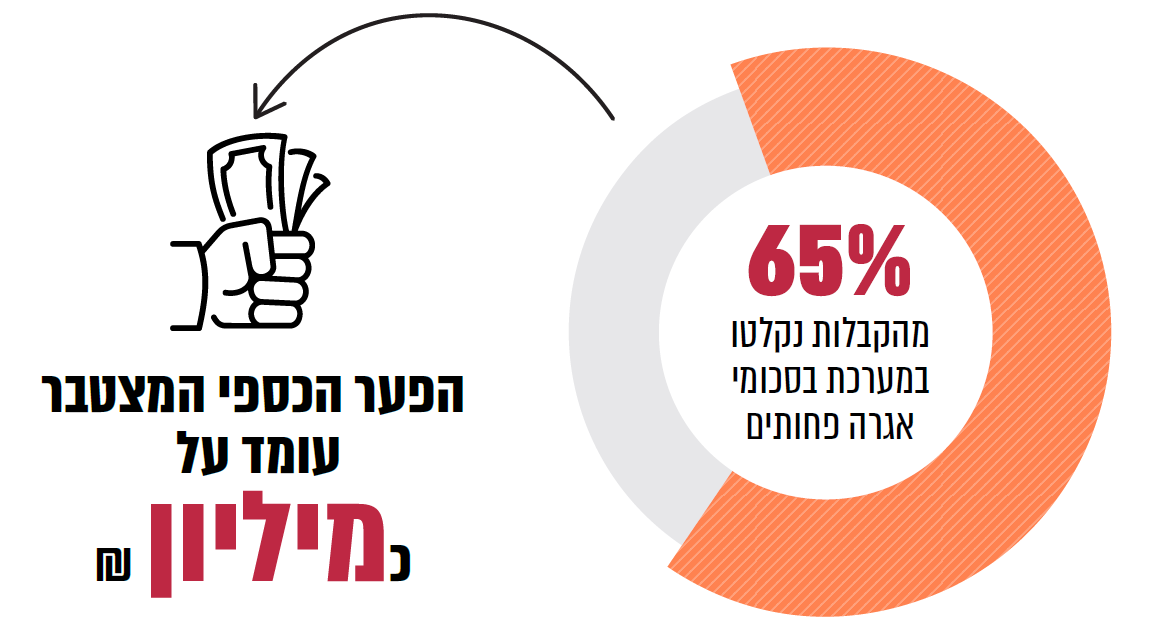 65%
מהקבלות נקלטו
במערכת בסכומי
אגרה פחותים
הפער הכספי המצטבר
עומד על
כמיליון ₪